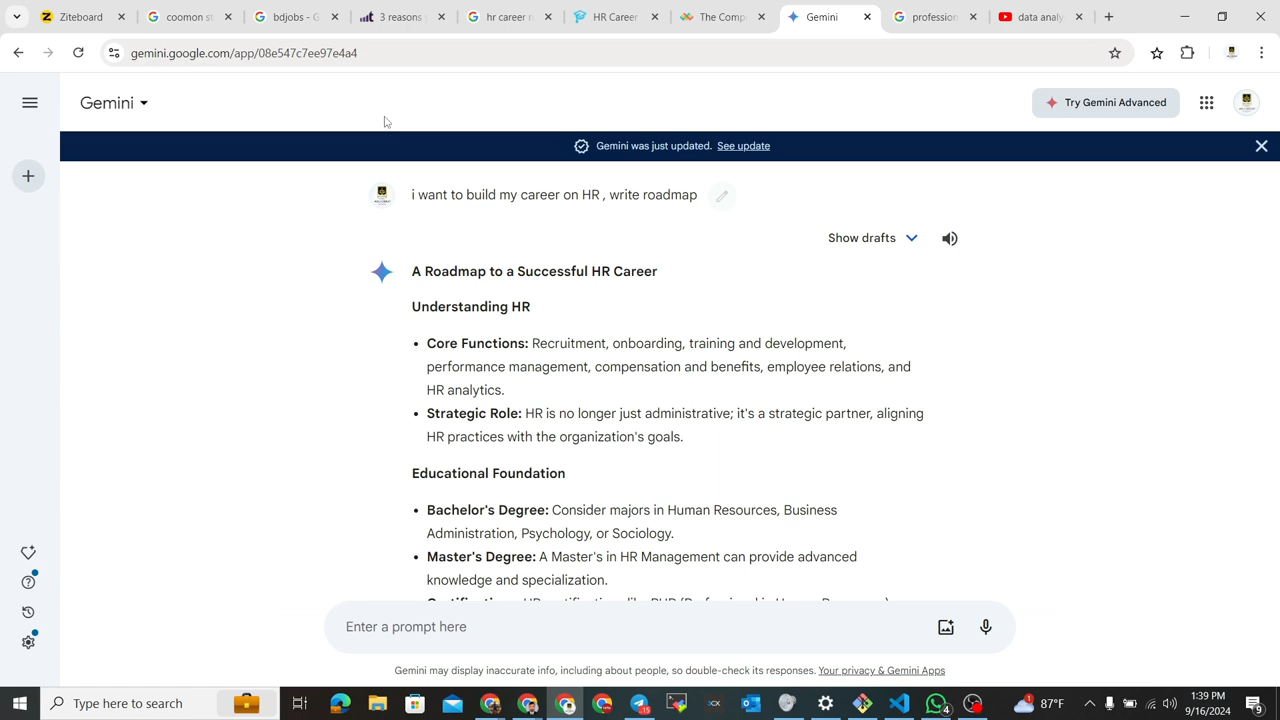 Ziteboard
coomon st
bdjobs - G
3 reasons
hr career r
HR Career
The Comp
Gemini
profession
data analy
gemini.google.com/app/08e547c7ee97e4a4
Gemini
Try Gemini Advanced
Gemini was just updated. See update
i want to build my career on HR , write roadmap
Show drafts
A Roadmap to a Successful HR Career
Understanding HR
• Core Functions: Recruitment, onboarding, training and development,
performance management, compensation and benefits, employee relations, and
HR analytics.
• Strategic Role: HR is no longer just administrative; it's a strategic partner, aligning
HR practices with the organization's goals.
Educational Foundation
• Bachelor's Degree: Consider majors in Human Resources, Business
Administration, Psychology, or Sociology.
• Master's Degree: A Master's in HR Management can provide advanced
knowledge and specialization.
Enter a prompt here
Gemini may display inaccurate info, including about people, so double-check its responses. Your privacy & Gemini Apps
Type here to search
15
4
1
87°F
1:39 PM
9/16/2024
9